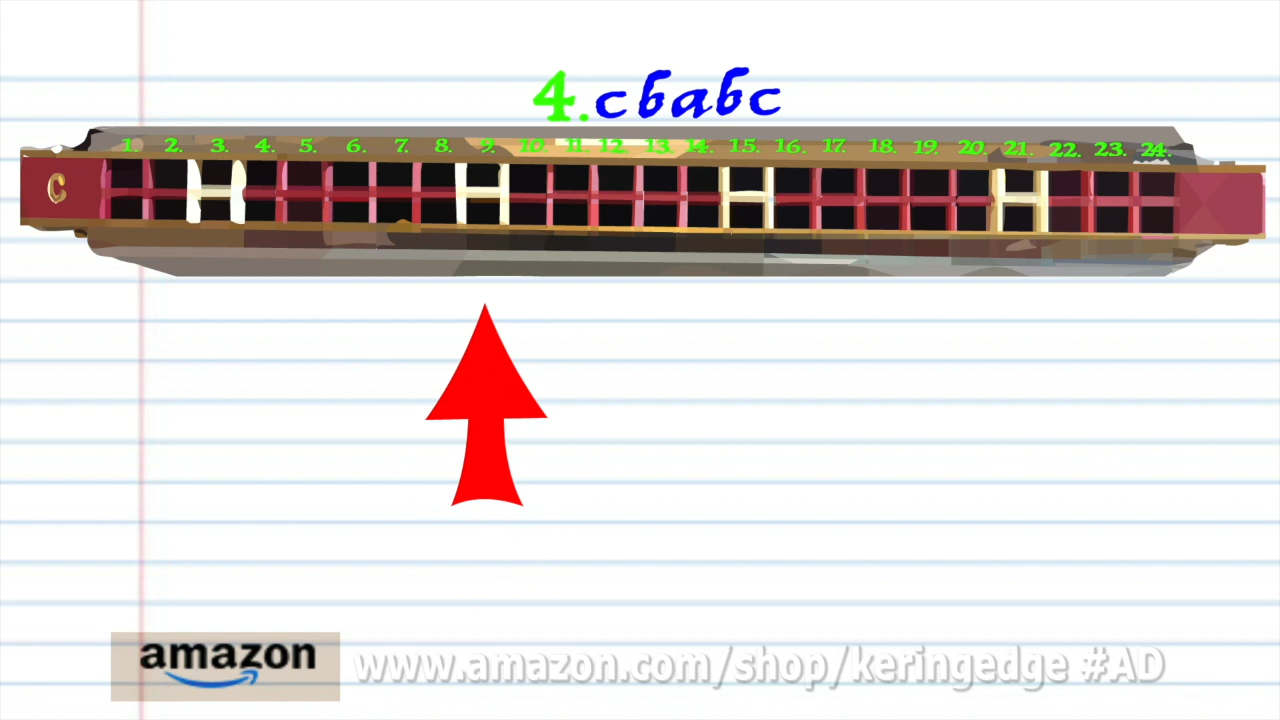 4. cbabc
1. 2. 3. 4. 5. 6. 7. 8. 9. 10. 11. 12. 13. 14. 15. 16. 17. 18. 19. 20. 21. 22. 23. 24.
C
amazon www.amazon.com/shop/keringedge #AD